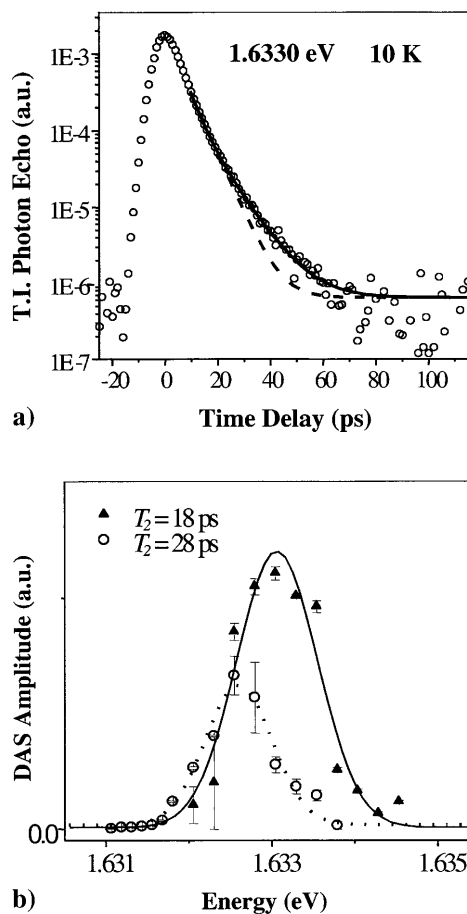 1.6330 eV 10 K
T.I. Photon Echo (a.u.)
1E-3
1E-4
1E-5
1E-6
1E-7
-20 0 20 40 60 80 100
a) Time Delay (ps)
T₂=18 ps
T₂=28 ps
DAS Amplitude (a.u.)
0.0
1.631 1.633 1.635
b) Energy (eV)